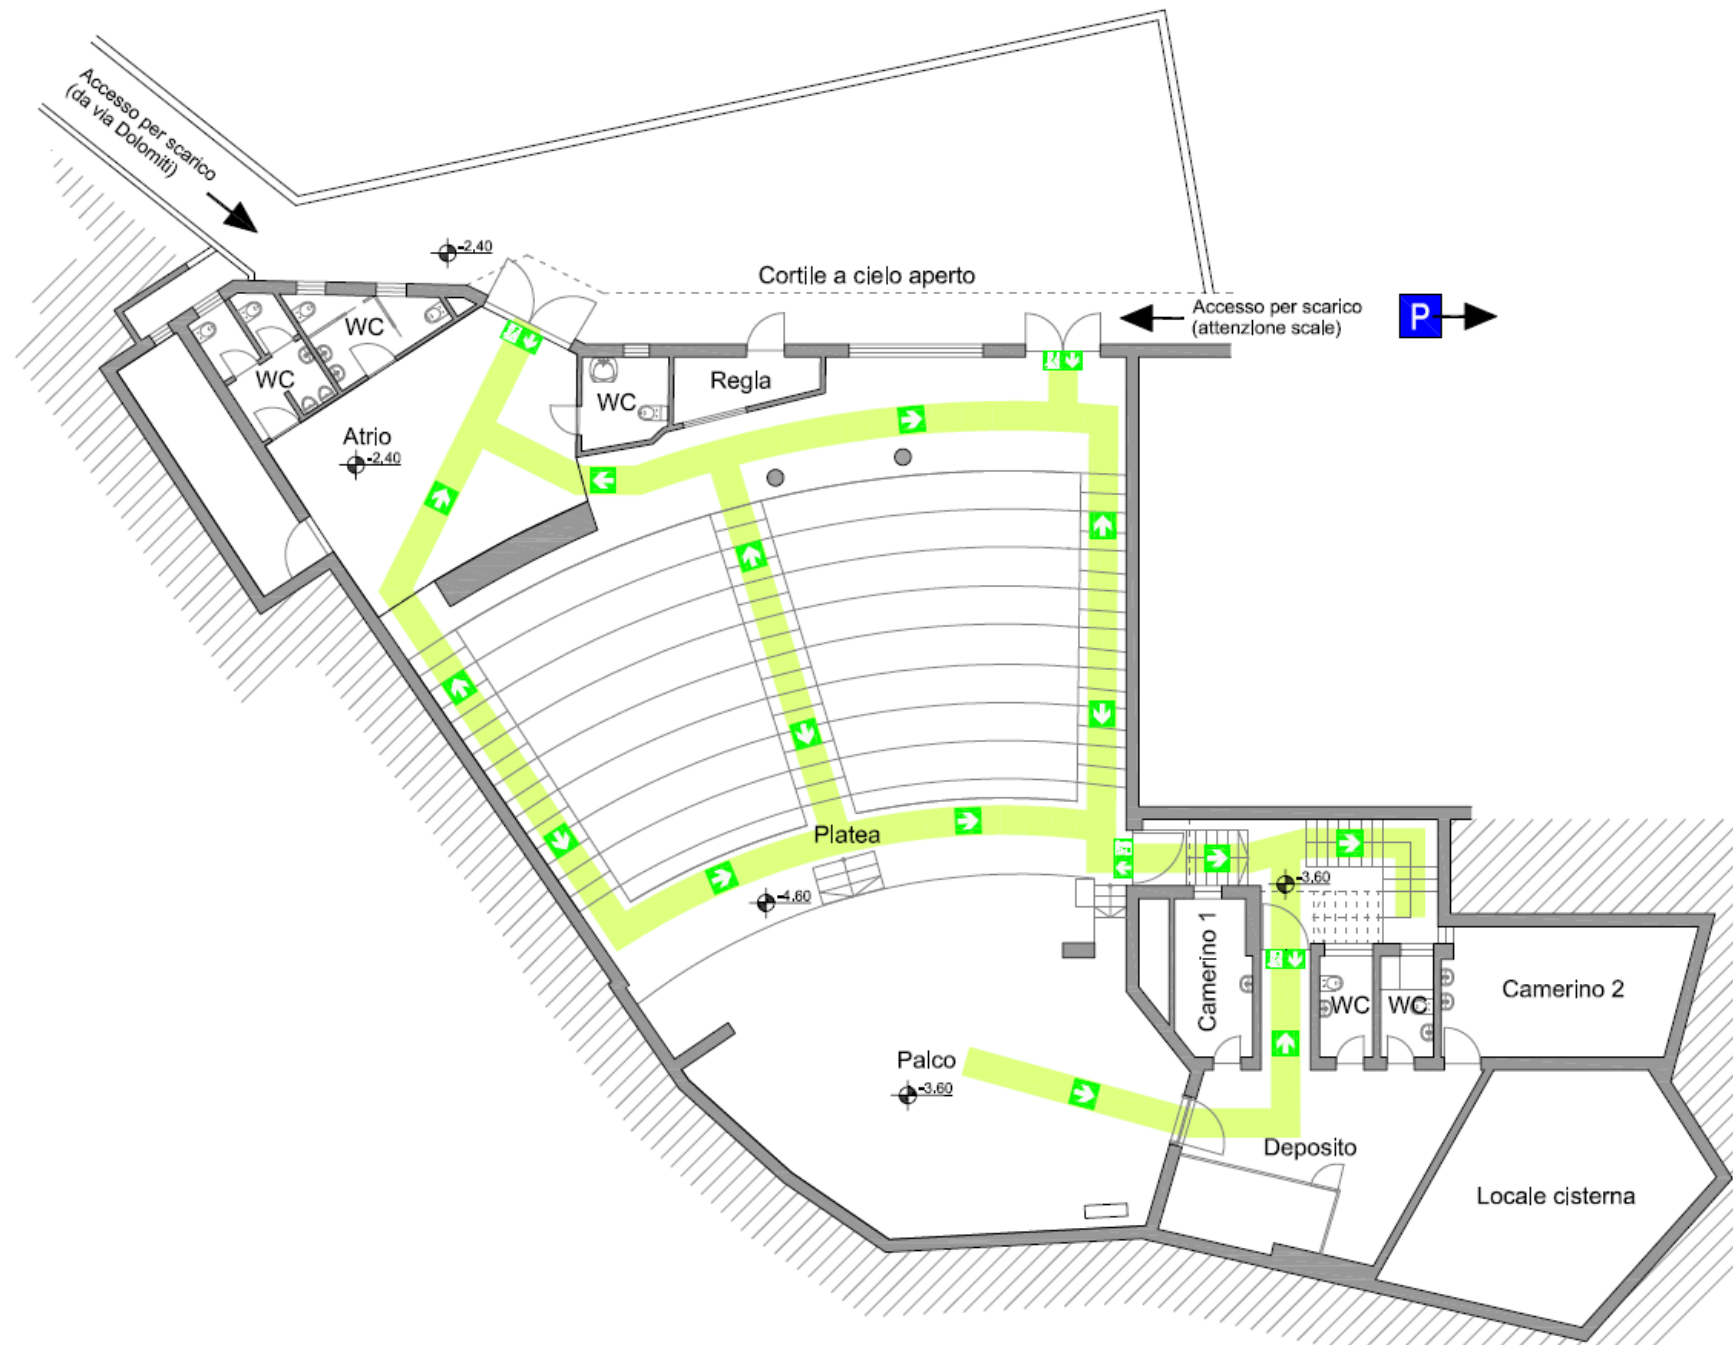 Accesso per scarico
(da via Dolomiti)
-2,40
Cortile a cielo aperto
Accesso per scarico
(attenzione scale)
P
WC
WC
WC
Regia
Atrio
-2,40
Platea
-4,60
-3,60
Camerino 1
WC
WC
Camerino 2
Palco
-3,60
Deposito
Locale cisterna